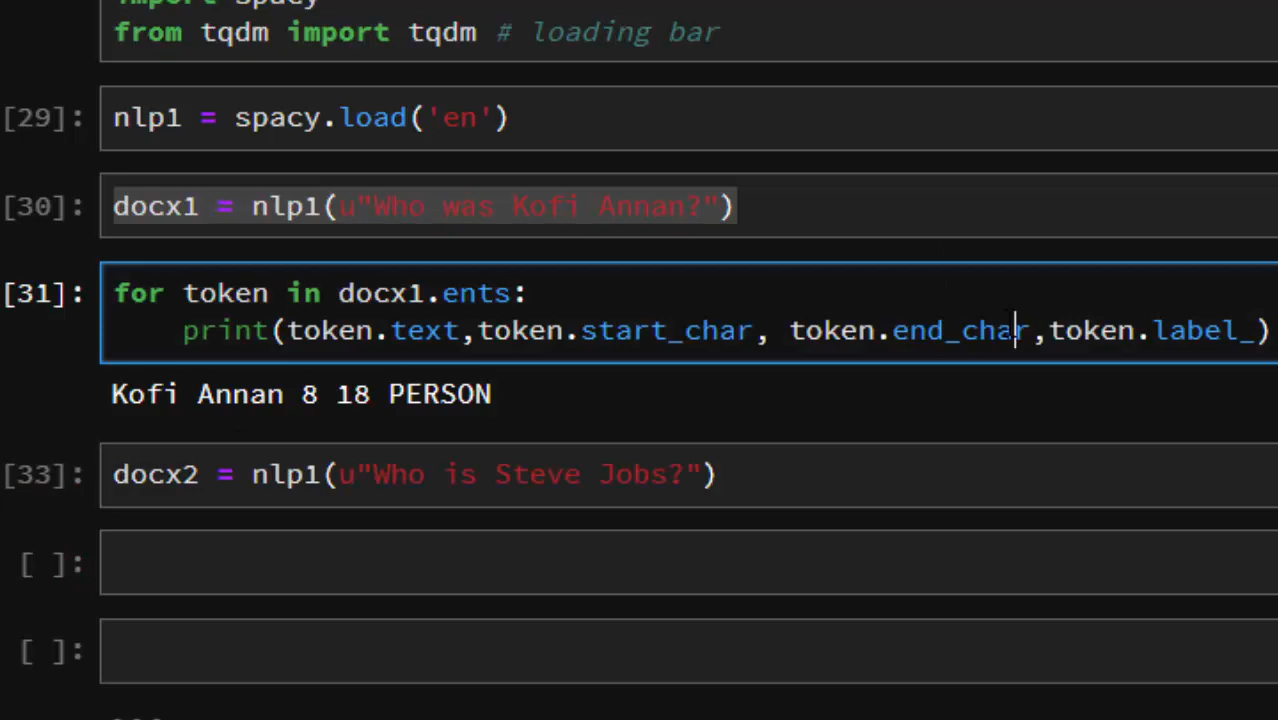 import spacy
from tqdm import tqdm # loading bar
[29]: nlp1 = spacy.load('en')
[30]: docx1 = nlp1(u"Who was Kofi Annan?")
[31]: for token in docx1.ents:
print(token.text,token.start_char, token.end_char,token.label_)
Kofi Annan 8 18 PERSON
[33]: docx2 = nlp1(u"Who is Steve Jobs?")
[ ]:
[ ]: